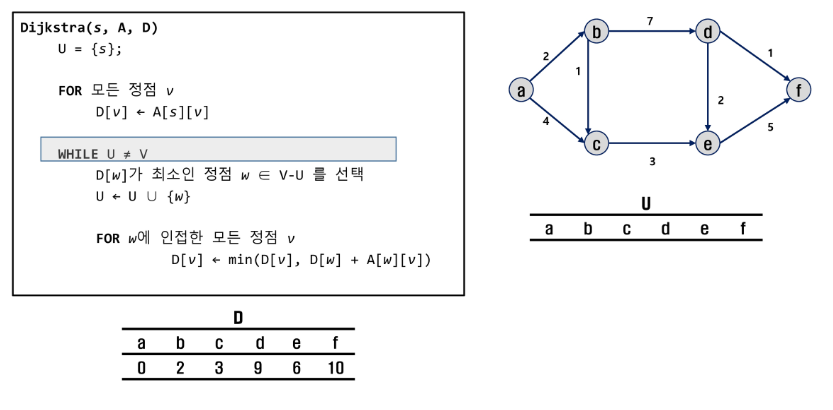 Dijkstra(s, A, D)
U = {s};
FOR 모든 정점 v
D[v] ← A[s][v]
WHILE U ≠ V
D[w]가 최소인 정점 w ∈ V-U 를 선택
U ← U ∪ {w}
FOR w에 인접한 모든 정점 v
D[v] ← min(D[v], D[w] + A[w][v])
D
a b c d e f
0 2 3 9 6 10
b 7 d
2 1 1
a 2 f
4 5
c 3 e
U
a b c d e f